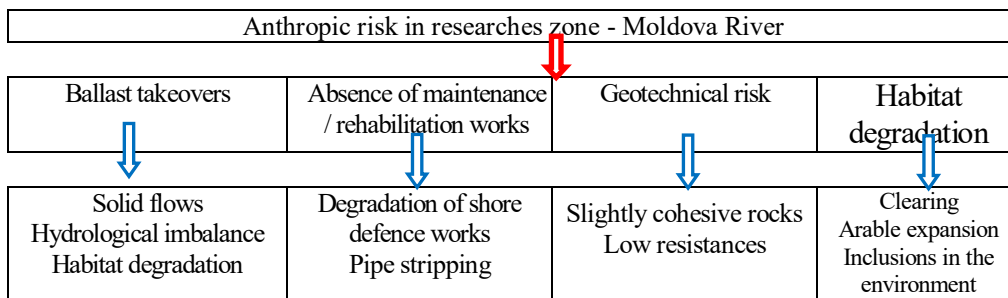 Anthropic risk in researches zone - Moldova River
Ballast takeovers
Absence of maintenance
/ rehabilitation works
Geotechnical risk
Habitat
degradation
Solid flows
Hydrological imbalance
Habitat degradation
Degradation of shore
defence works
Pipe stripping
Slightly cohesive rocks
Low resistances
Clearing
Arable expansion
Inclusions in the
environment